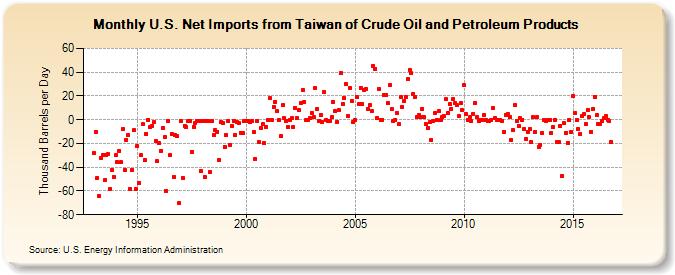 Monthly U.S. Net Imports from Taiwan of Crude Oil and Petroleum Products
Thousand Barrels per Day
60
40
20
0
-20
-40
-60
-80
1995 2000 2005 2010 2015
Source: U.S. Energy Information Administration